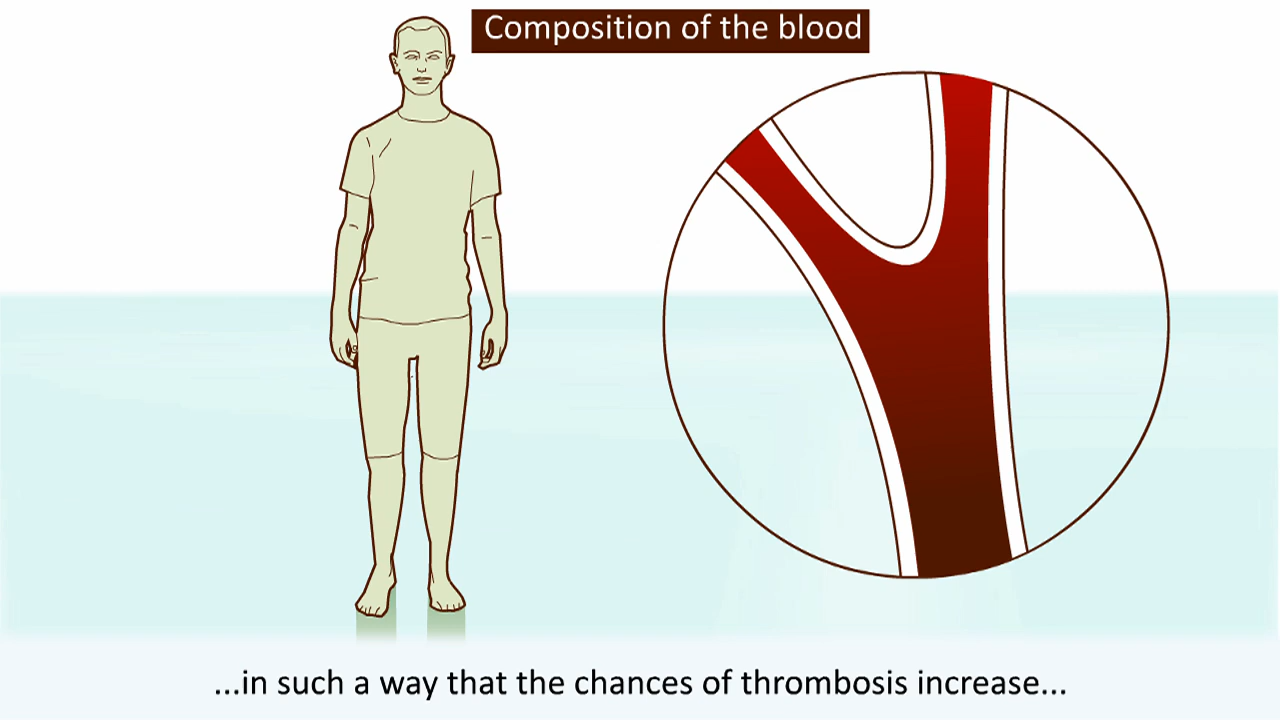 Composition of the blood
...in such a way that the chances of thrombosis increase...